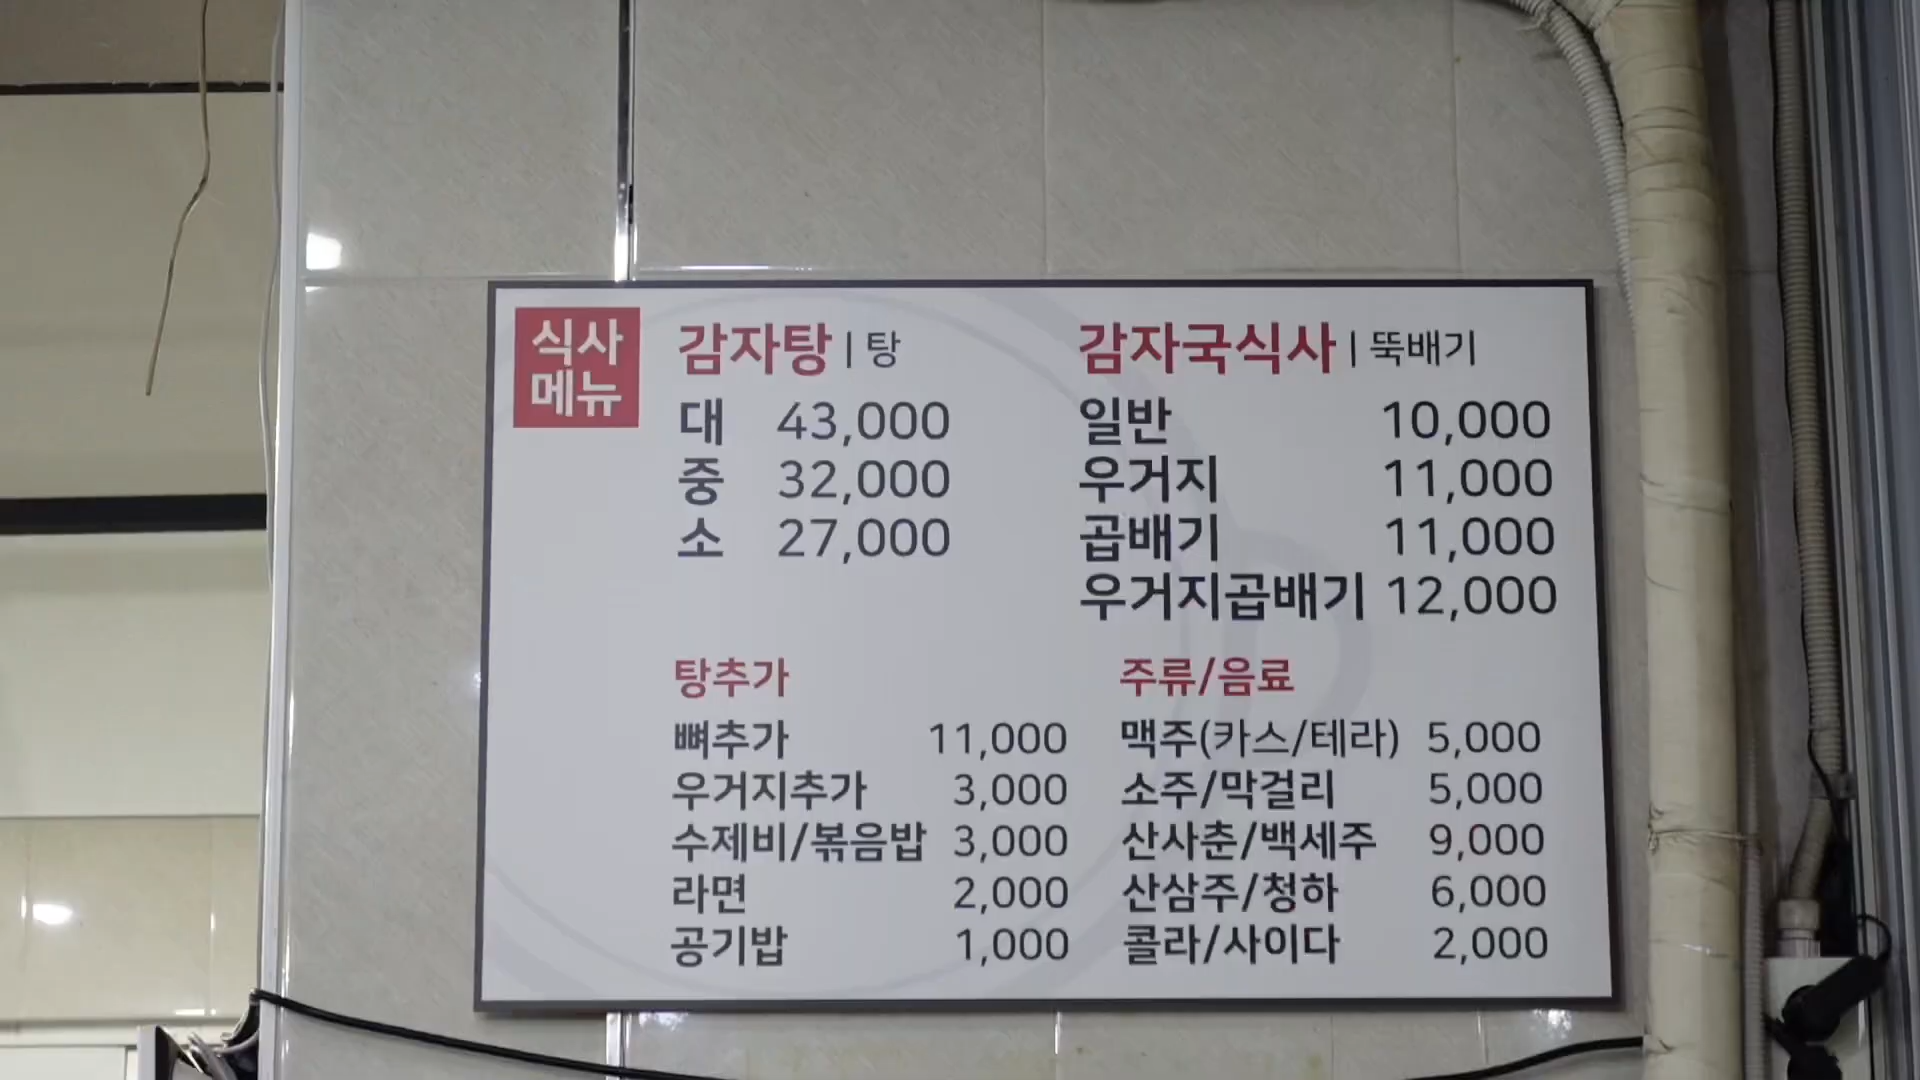 식사
메뉴
감자탕 | 탕
대 43,000
중 32,000
소 27,000
감자국식사 | 뚝배기
일반 10,000
우거지 11,000
곱배기 11,000
우거지곱배기 12,000
탕추가
뼈추가 11,000
우거지추가 3,000
수제비/볶음밥 3,000
라면 2,000
공기밥 1,000
주류/음료
맥주(카스/테라) 5,000
소주/막걸리 5,000
산사춘/백세주 9,000
산삼주/청하 6,000
콜라/사이다 2,000